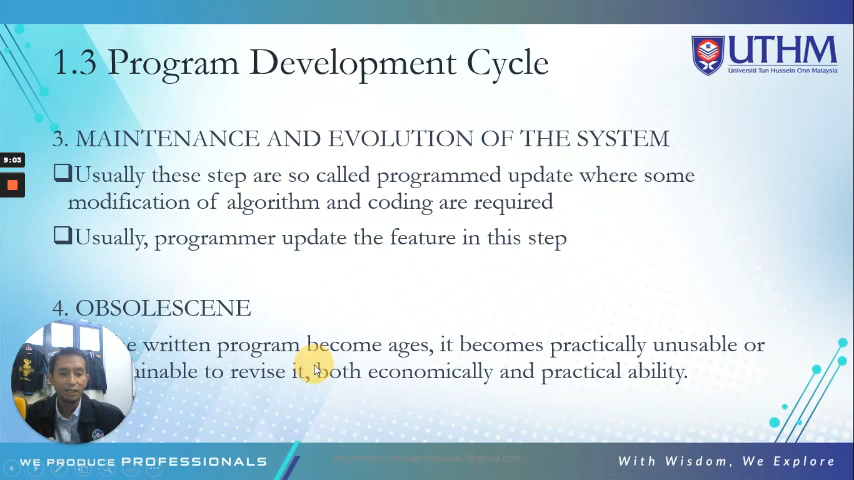 1.3 Program Development Cycle
UTHM
Universiti Tun Hussein Onn Malaysia
3. MAINTENANCE AND EVOLUTION OF THE SYSTEM
9:03
Usually these step are so called programmed update where some
modification of algorithm and coding are required
Usually, programmer update the feature in this step
4. OBSOLESCENE
written program become ages, it becomes practically unusable or
to revise it, both economically and practical ability.
WE PRODUCE PROFESSIONALS
With Wisdom, We Explore